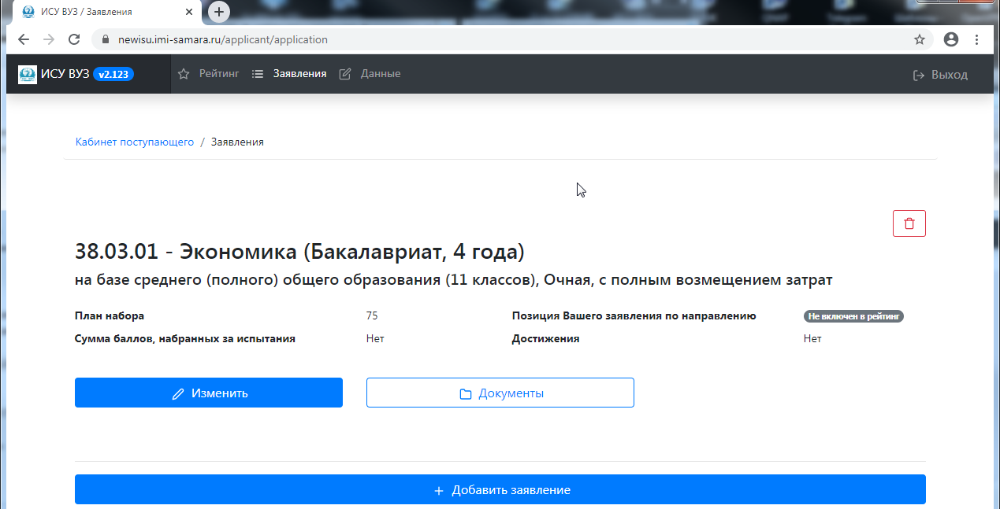 ИСУ ВУЗ / Заявления
newisu.imi-samara.ru/applicant/application
ИСУ ВУЗ v2.123 Рейтинг Заявления Данные Выход
Кабинет поступающего / Заявления
38.03.01 - Экономика (Бакалавриат, 4 года)
на базе среднего (полного) общего образования (11 классов), Очная, с полным возмещением затрат
План набора 75 Позиция Вашего заявления по направлению Не включен в рейтинг
Сумма баллов, набранных за испытания Нет Достижения Нет
Изменить Документы
+ Добавить заявление